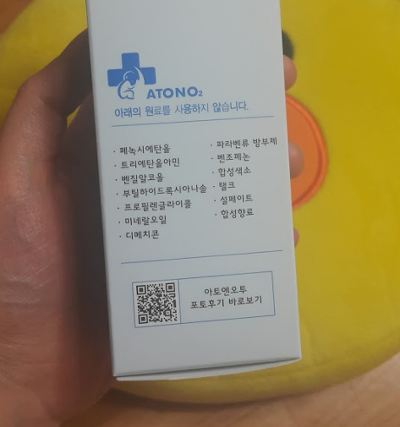 ATONO₂
아래의 원료를 사용하지 않습니다.
· 페녹시에탄올
· 트리에탄올아민
· 벤질알코올
· 부틸하이드록시아니솔
· 프로필렌글라이콜
· 미네랄오일
· 디메치콘
· 파라벤류 방부제
· 벤조페논
· 합성색소
· 탤크
· 설페이트
· 합성향료
아토앤오투
포토후기 바로보기